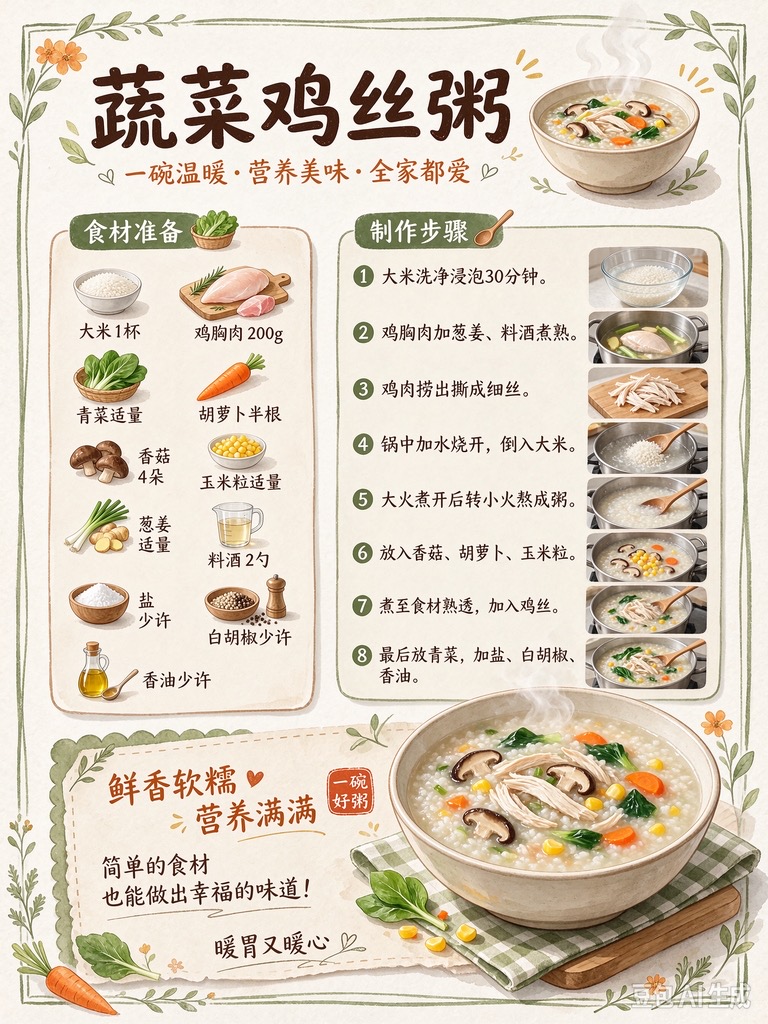 蔬菜鸡丝粥
一碗温暖·营养美味·全家都爱
食材准备
大米1杯
鸡胸肉200g
青菜适量
胡萝卜半根
香菇
4朵
玉米粒适量
葱姜
适量
料酒2勺
盐
少许
白胡椒少许
香油少许
制作步骤
1 大米洗净浸泡30分钟。
2 鸡胸肉加葱姜、料酒煮熟。
3 鸡肉捞出撕成细丝。
4 锅中加水烧开，倒入大米。
5 大火煮开后转小火熬成粥。
6 放入香菇、胡萝卜、玉米粒。
7 煮至食材熟透，加入鸡丝。
8 最后放青菜，加盐、白胡椒、
香油。
鲜香软糯
营养满满
一碗
好粥
简单的食材
也能做出幸福的味道！
暖胃又暖心
豆包AI生成